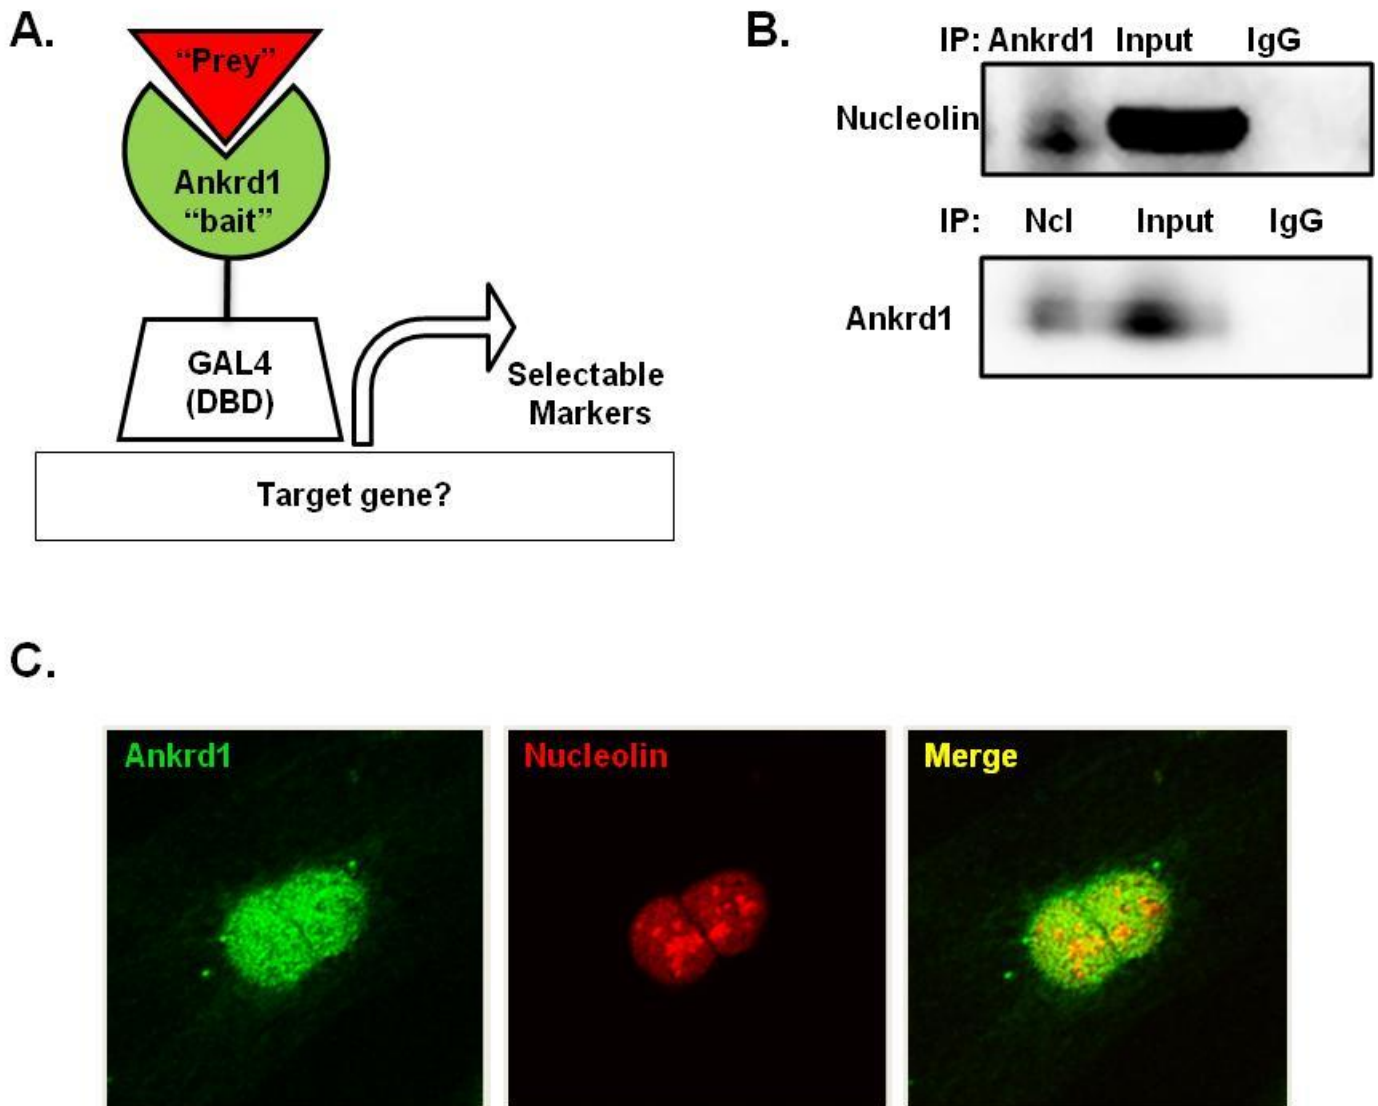 A.
“Prey”
Ankrd1
“bait”
GAL4
(DBD)
Selectable
Markers
Target gene?
B.
IP: Ankrd1 Input IgG
Nucleolin
IP: Ncl Input IgG
Ankrd1
C.
Ankrd1
Nucleolin
Merge